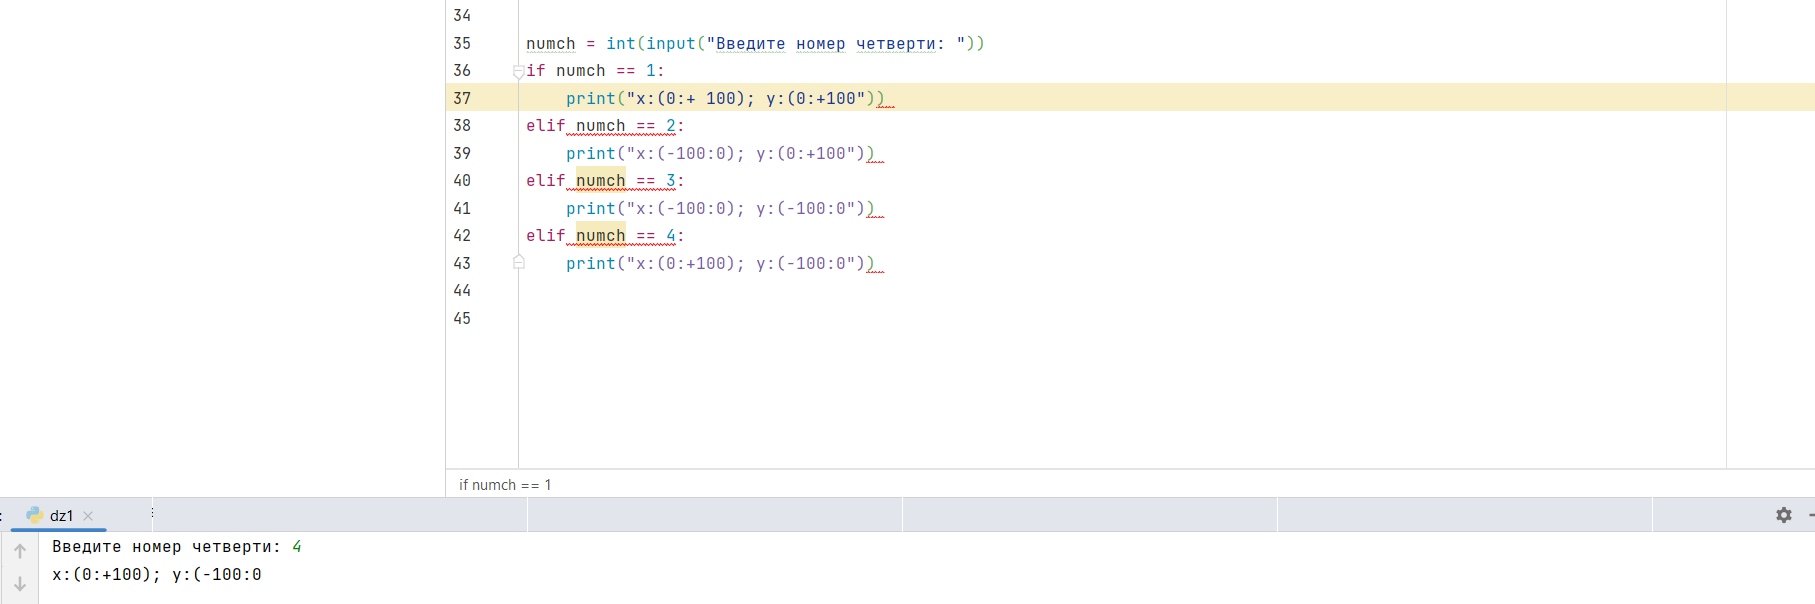 34
35 numch = int(input("Введите номер четверти: "))
36 if numch == 1:
37 print("x:(0:+ 100); y:(0:+100"))
38 elif numch == 2:
39 print("x:(-100:0); y:(0:+100"))
40 elif numch == 3:
41 print("x:(-100:0); y:(-100:0"))
42 elif numch == 4:
43 print("x:(0:+100); y:(-100:0"))
44
45
if numch == 1
: dz1
Введите номер четверти: 4
x:(0:+100); y:(-100:0